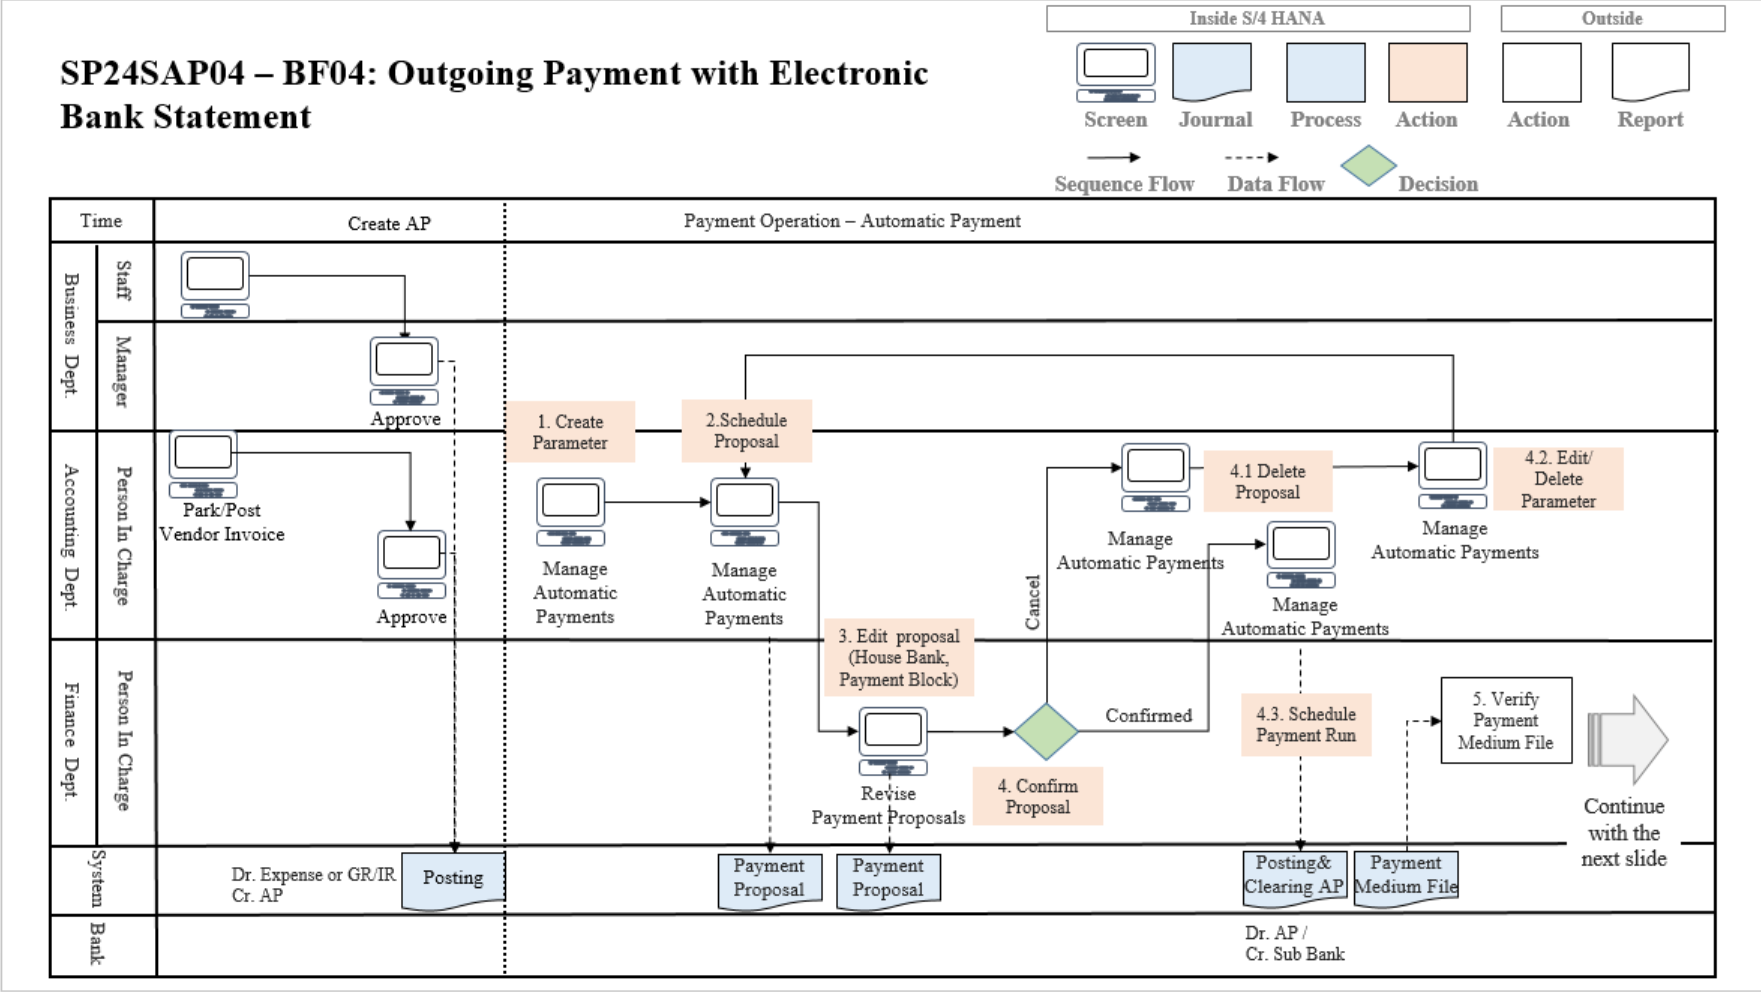 Inside S/4 HANA
Outside
SP24SAP04 – BF04: Outgoing Payment with Electronic
Bank Statement
Screen
Journal
Process
Action
Action
Report
Sequence Flow
Data Flow
Decision
Time
Create AP
Payment Operation – Automatic Payment
Business Dept.
Staff
Manager
Approve
1. Create
Parameter
2.Schedule
Proposal
Accounting Dept.
Person In Charge
Park/Post
Vendor Invoice
Approve
Manage
Automatic
Payments
Manage
Automatic
Payments
4.1 Delete
Proposal
4.2. Edit/
Delete
Parameter
Manage
Automatic Payments
Manage
Automatic Payments
Manage
Automatic Payments
Cancel
Finance Dept.
Person In Charge
3. Edit proposal
(House Bank,
Payment Block)
Confirmed
4.3. Schedule
Payment Run
5. Verify
Payment
Medium File
Revise
Payment Proposals
4. Confirm
Proposal
Continue
with the
next slide
System
Dr. Expense or GR/IR
Cr. AP
Posting
Payment
Proposal
Payment
Proposal
Posting&
Clearing AP
Payment
Medium File
Bank
Dr. AP /
Cr. Sub Bank